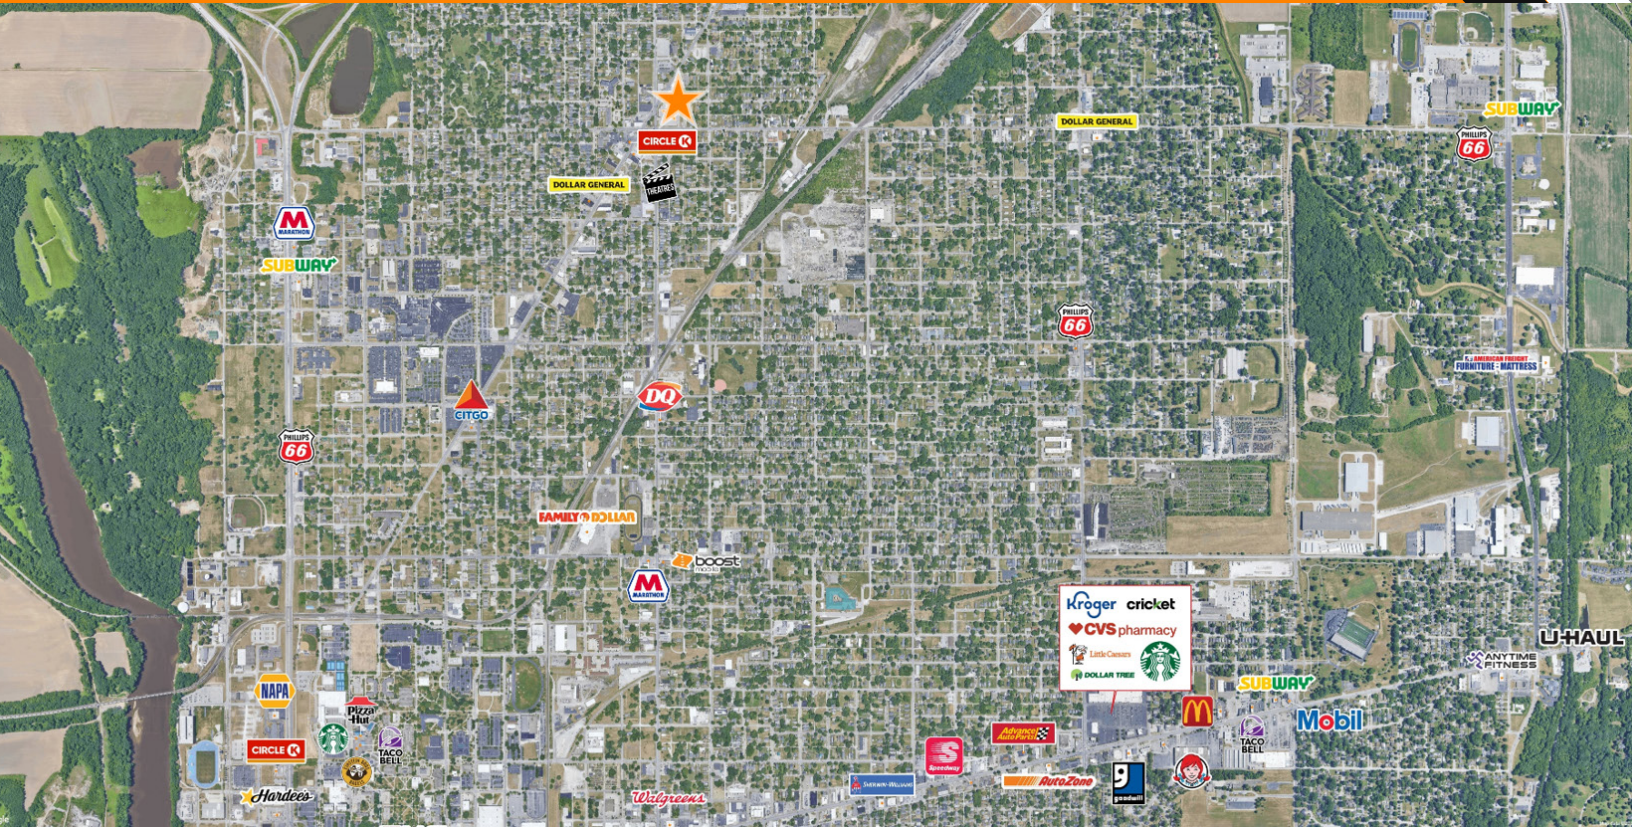 SUBWAY
DOLLAR GENERAL
PHILLIPS
66
CIRCLE K
DOLLAR GENERAL
THEATRES
M
MARATHON
SUBWAY
PHILLIPS
66
AMERICAN FREIGHT
FURNITURE - MATTRESS
DQ
CITGO
PHILLIPS
66
FAMILY DOLLAR
boost
mobile
M
MARATHON
Kroger cricket
CVS pharmacy
Little Caesars
DOLLAR TREE
U-HAUL
ANYTIME
FITNESS
SUBWAY
NAPA
Pizza
Hut
M
Mobil
TACO
BELL
TACO
BELL
Advance
Auto Parts
CIRCLE K
S
Speedway
AutoZone
SHERWIN-WILLIAMS
goodwill
Hardee's
Walgreens
gle